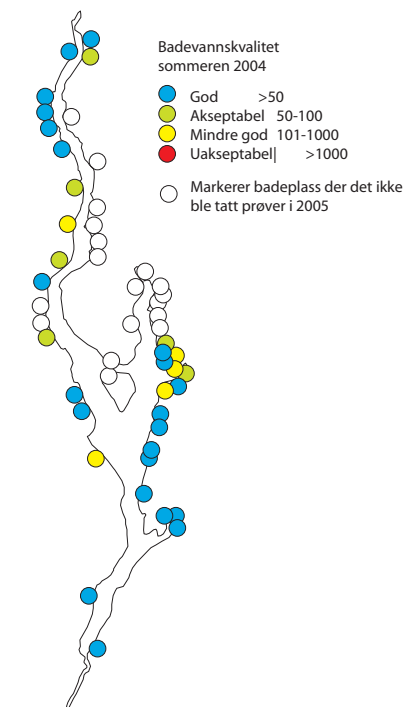 Badevannskvalitet
sommeren 2004
God >50
Akseptabel 50-100
Mindre god 101-1000
Uakseptabel| >1000
Markerer badeplass der det ikke
ble tatt prøver i 2005